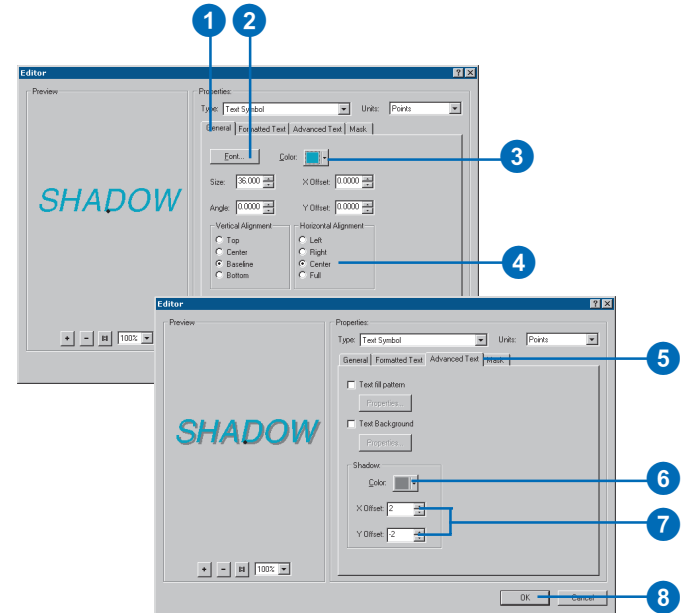 1 2
Editor
Preview
Properties:
Type: Text Symbol Units: Points
General Formatted Text Advanced Text Mask
Font... Color: 3
Size: 36.000 X Offset: 0.0000
SHADOW
Angle: 0.0000 Y Offset: 0.0000
Vertical Alignment Horizontal Alignment
Top Left
Center Right
Baseline Center 4
Bottom Full
+ - 100%
Editor
Preview
Properties:
Type: Text Symbol Units: Points
General Formatted Text Advanced Text Mask 5
Text fill pattern
Properties...
Text Background
Properties...
SHADOW
Shadow
Color: 6
X Offset: 2
7
Y Offset: -2
+ - 100%
OK Cancel 8